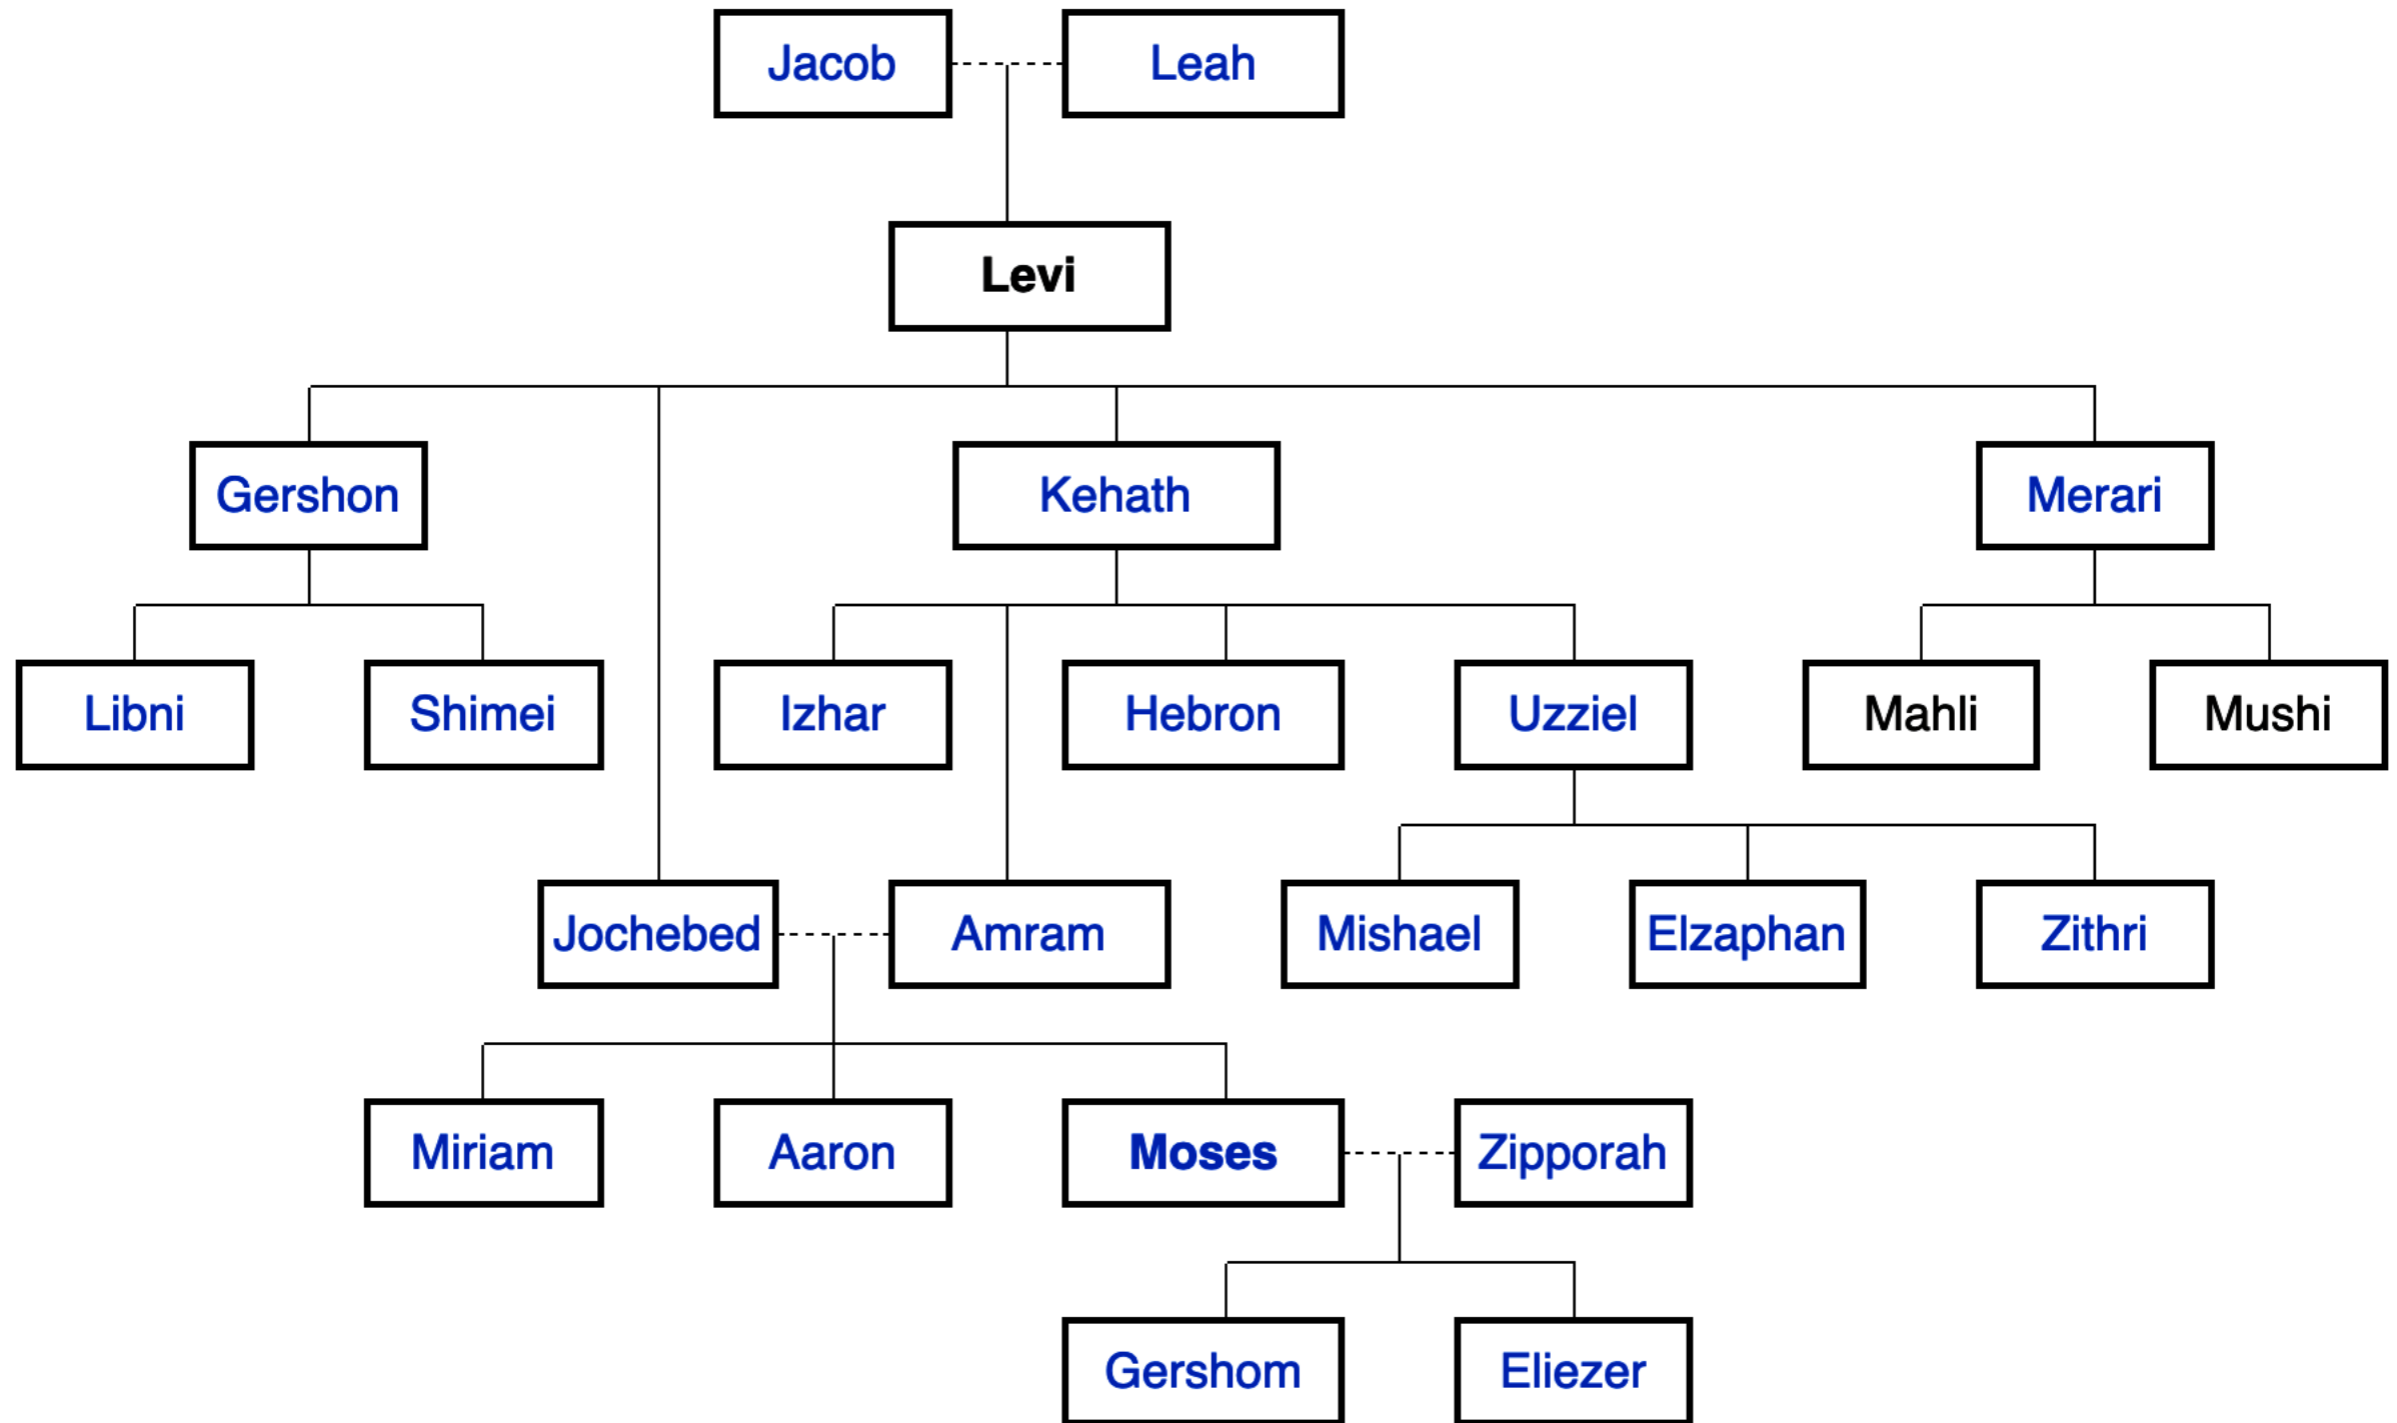 Jacob
Leah
Levi
Gershon
Kehath
Merari
Libni
Shimei
Izhar
Hebron
Uzziel
Mahli
Mushi
Jochebed
Amram
Mishael
Elzaphan
Zithri
Miriam
Aaron
Moses
Zipporah
Gershom
Eliezer